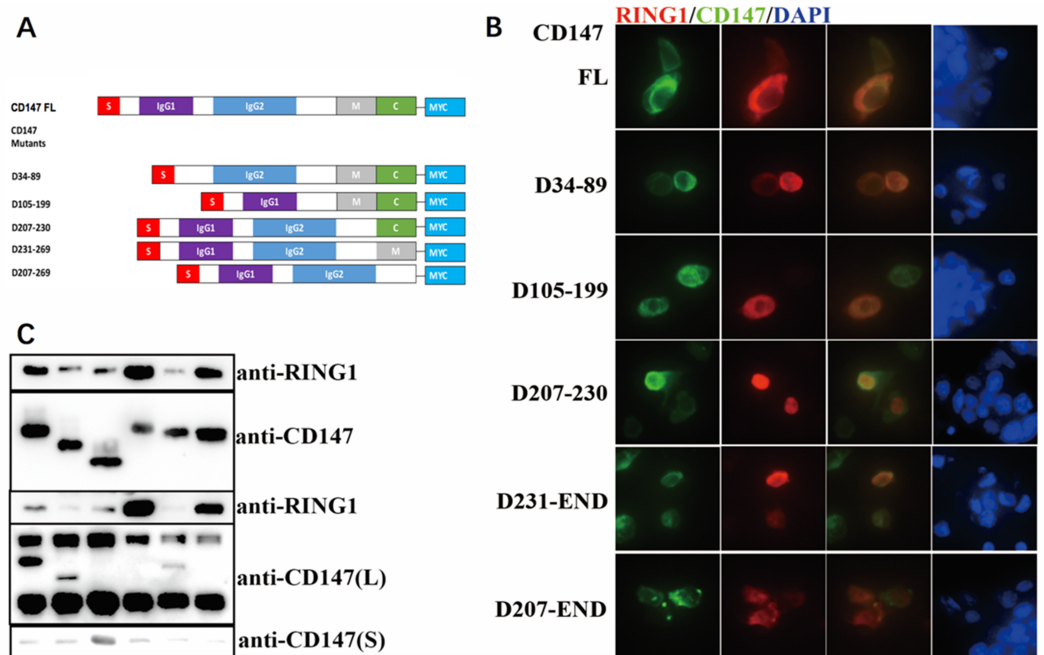 A
CD147 FL
S IgG1 IgG2 M C MYC
CD147
Mutants
D34-89
S IgG2 M C MYC
D105-199
S IgG1 M C MYC
D207-230
S IgG1 IgG2 C MYC
D231-269
S IgG1 IgG2 M MYC
D207-269
S IgG1 IgG2 MYC
B
RING1/CD147/DAPI
CD147
FL
D34-89
D105-199
D207-230
D231-END
D207-END
C
anti-RING1
anti-CD147
anti-RING1
anti-CD147(L)
anti-CD147(S)